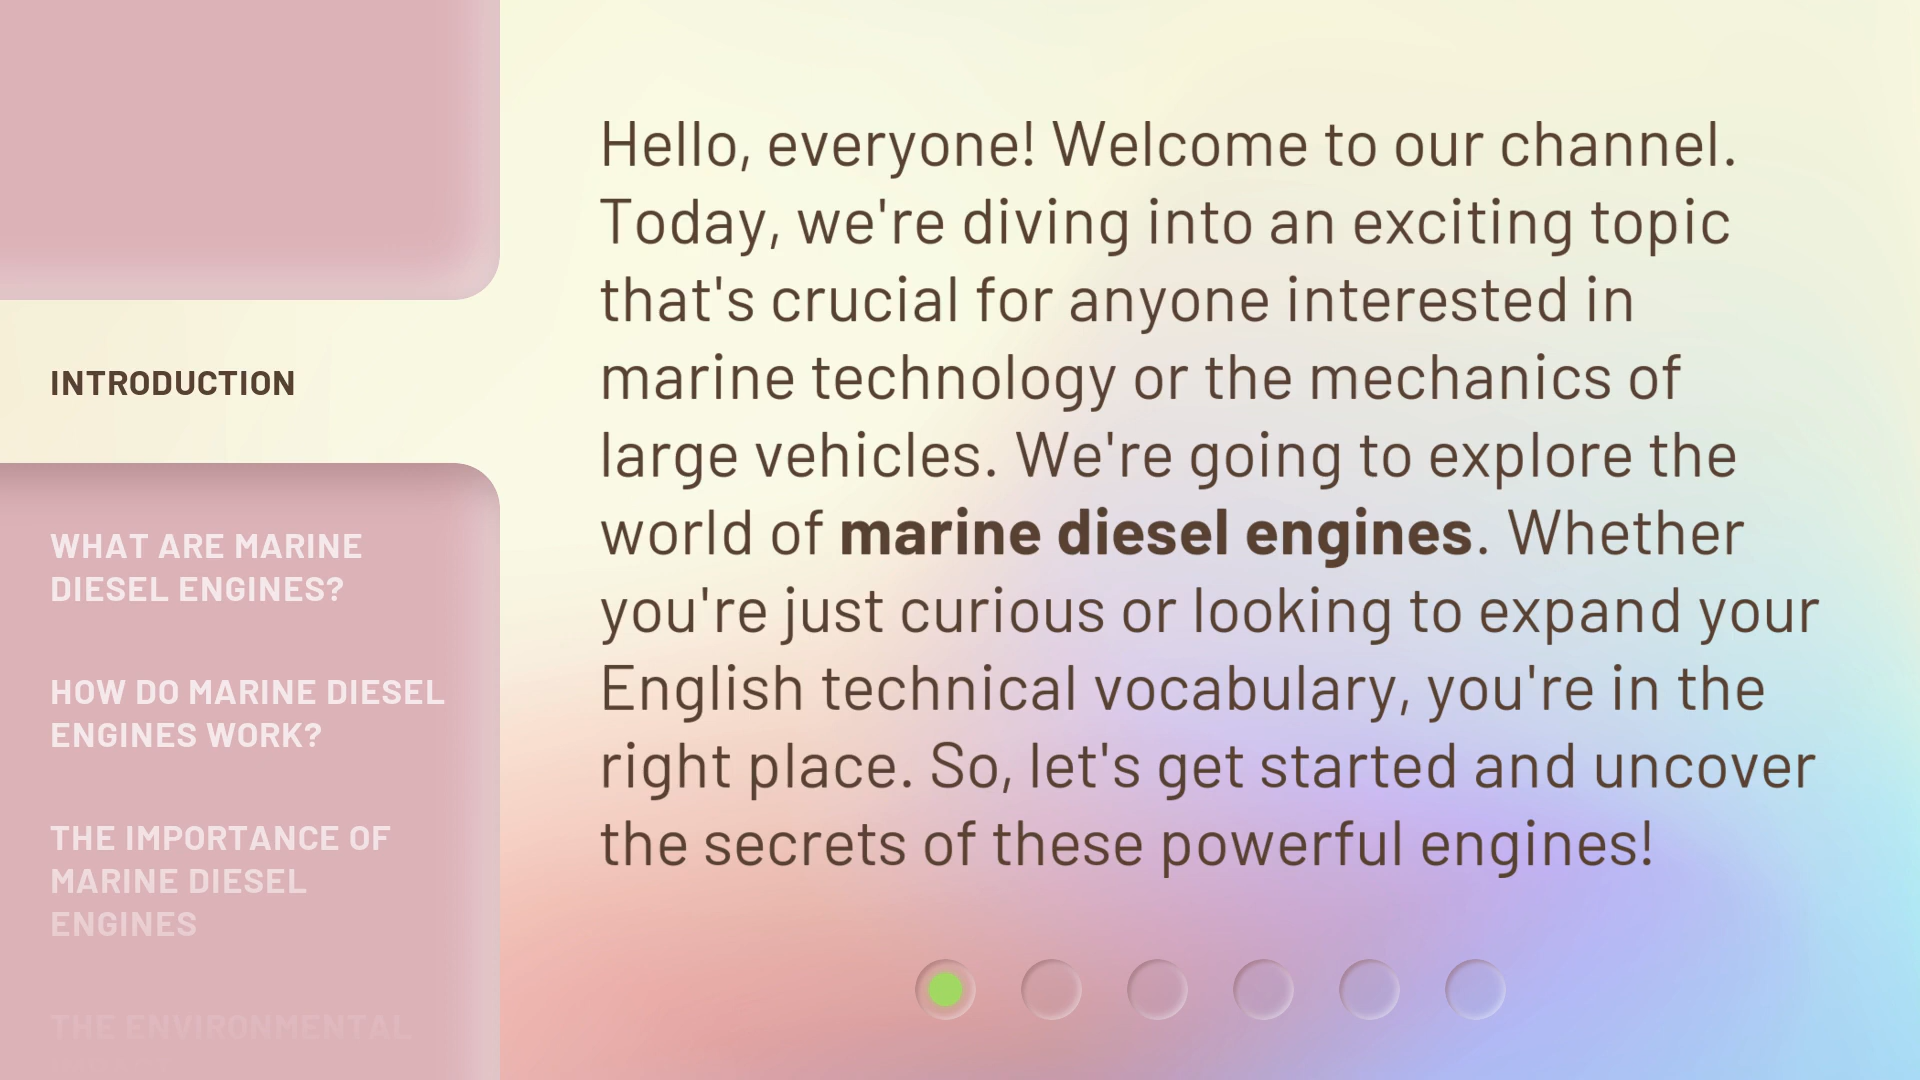 INTRODUCTION
WHAT ARE MARINE
DIESEL ENGINES?
HOW DO MARINE DIESEL
ENGINES WORK?
THE IMPORTANCE OF
MARINE DIESEL
ENGINES
THE ENVIRONMENTAL
Hello, everyone! Welcome to our channel.
Today, we're diving into an exciting topic
that's crucial for anyone interested in
marine technology or the mechanics of
large vehicles. We're going to explore the
world of marine diesel engines. Whether
you're just curious or looking to expand your
English technical vocabulary, you're in the
right place. So, let's get started and uncover
the secrets of these powerful engines!